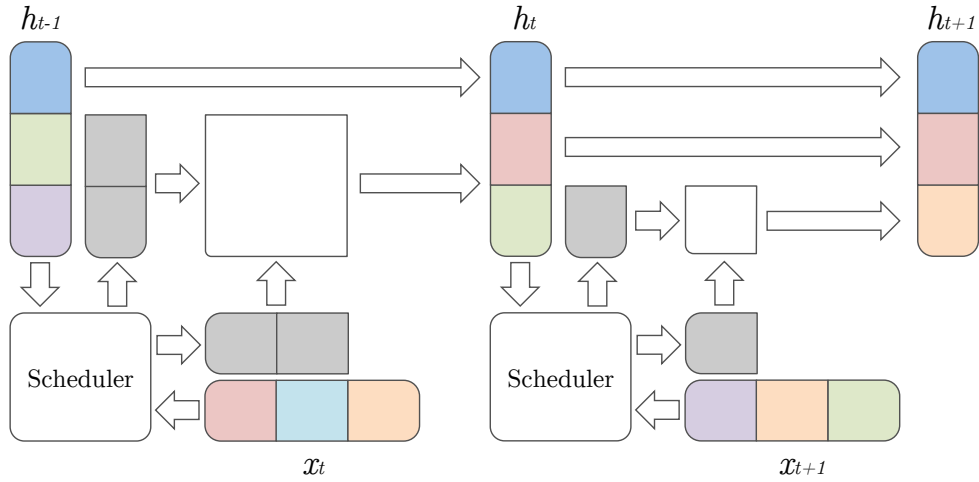 h_{t-1}
h_t
h_{t+1}
Scheduler
Scheduler
x_t
x_{t+1}